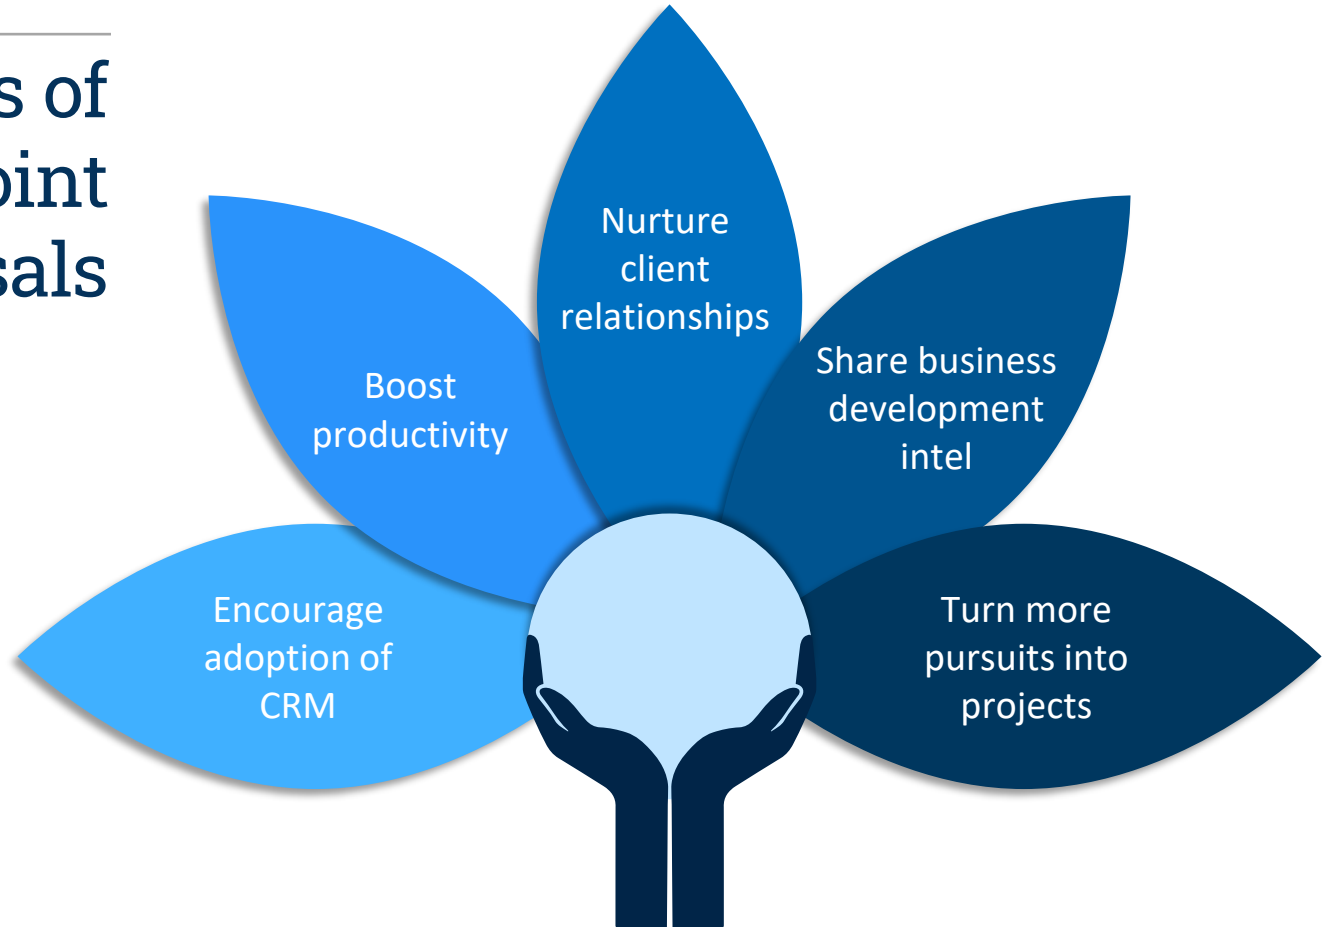 s of
oint
sals
Nurture
client
relationships
Boost
productivity
Share business
development
intel
Encourage
adoption of
CRM
Turn more
pursuits into
projects